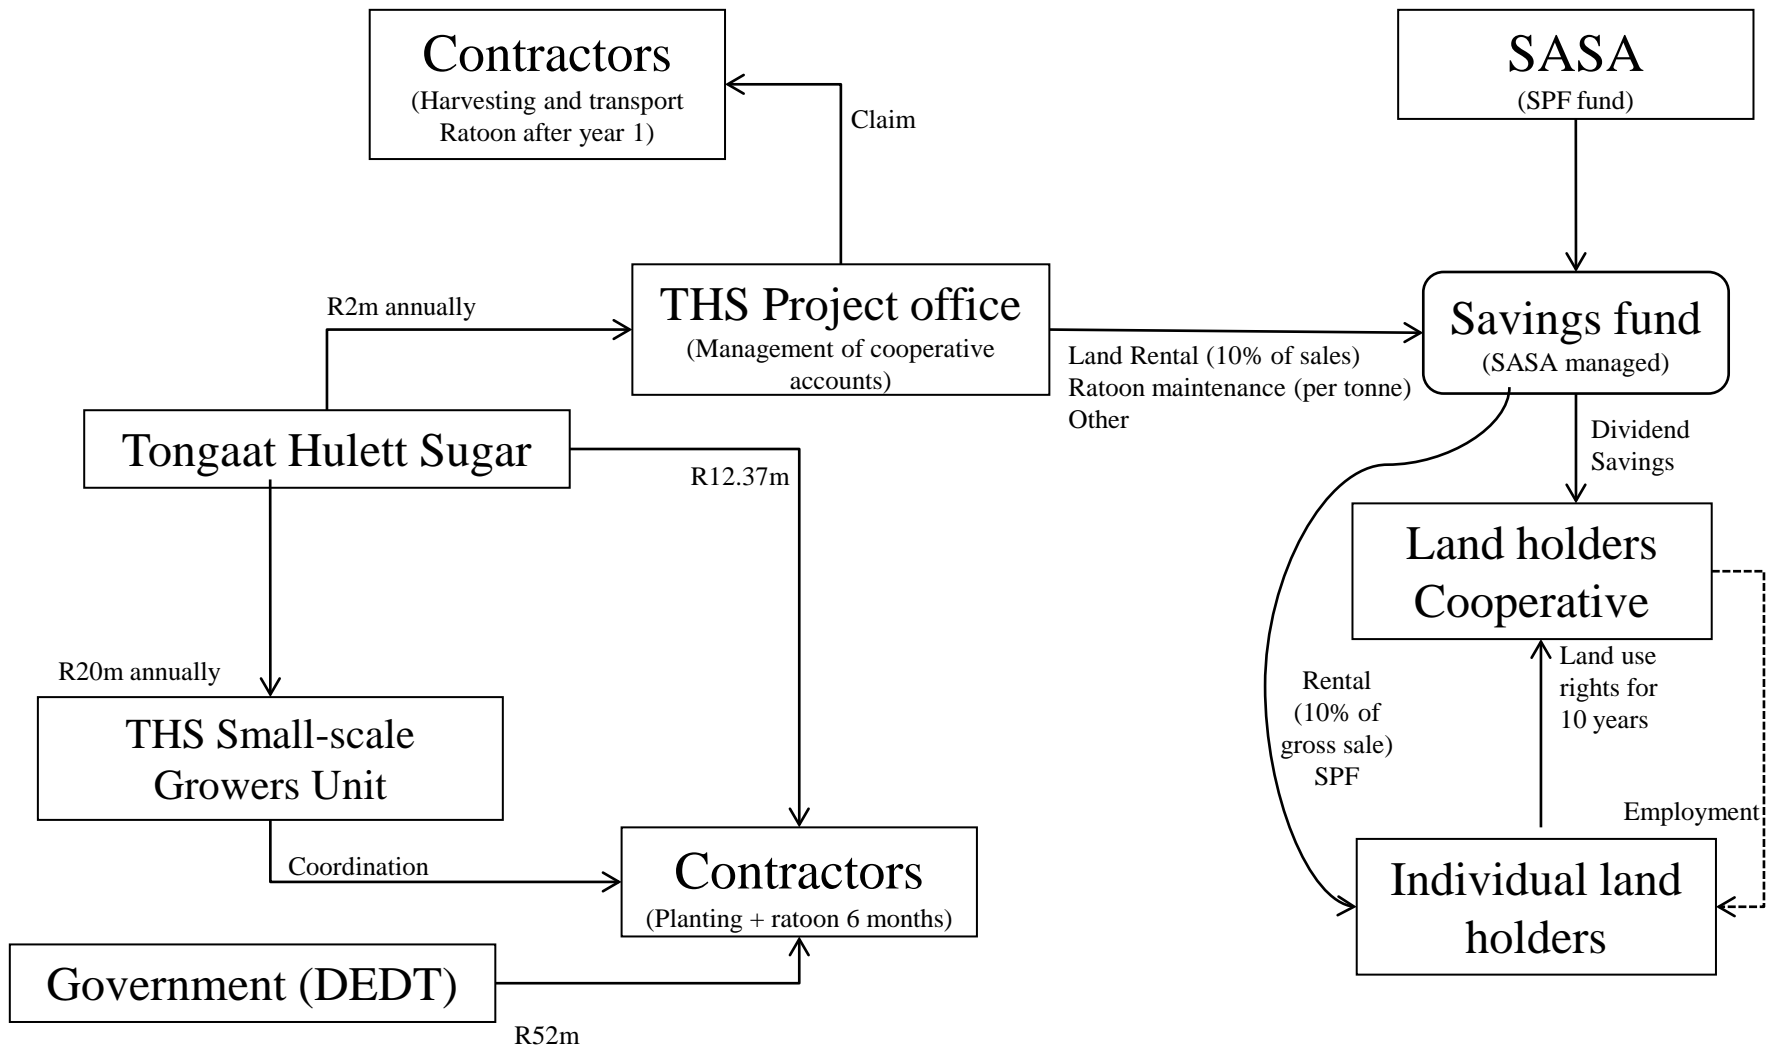 Contractors
(Harvesting and transport
Ratoon after year 1)
SASA
(SPF fund)
Claim
R2m annually
THS Project office
(Management of cooperative
accounts)
Savings fund
(SASA managed)
Land Rental (10% of sales)
Ratoon maintenance (per tonne)
Other
Tongaat Hulett Sugar
R12.37m
Dividend
Savings
Land holders
Cooperative
R20m annually
Land use
rights for
10 years
Rental
(10% of
gross sale)
SPF
THS Small-scale
Growers Unit
Employment
Coordination
Contractors
(Planting + ratoon 6 months)
Individual land
holders
Government (DEDT)
R52m